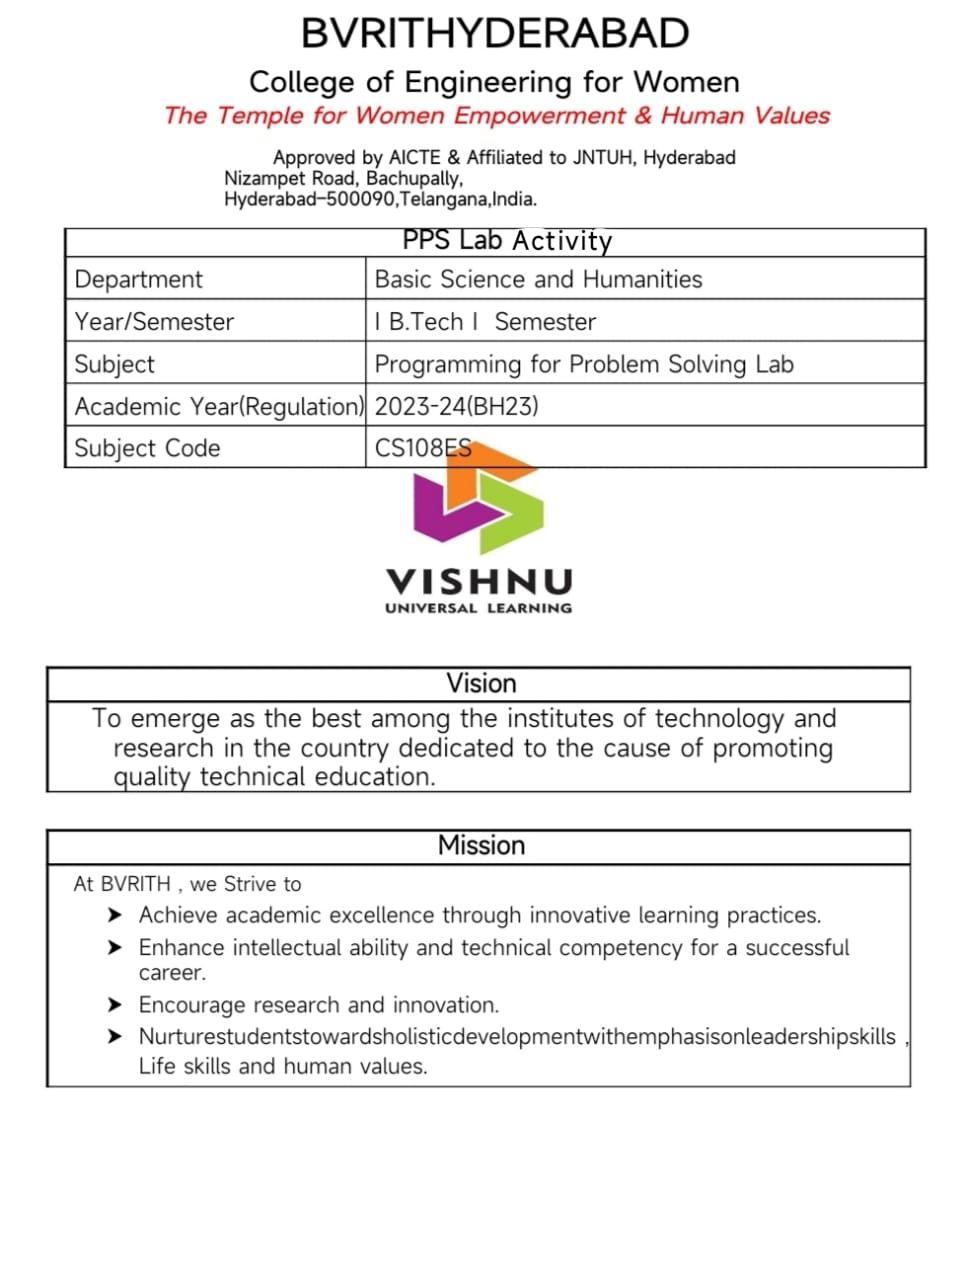 BVRITHYDERABAD
College of Engineering for Women
The Temple for Women Empowerment & Human Values
Approved by AICTE & Affiliated to JNTUH, Hyderabad
Nizampet Road, Bachupally,
Hyderabad–500090,Telangana,India.
PPS Lab Activity
Department Basic Science and Humanities
Year/Semester I B.Tech I Semester
Subject Programming for Problem Solving Lab
Academic Year(Regulation) 2023-24(BH23)
Subject Code CS108ES
VISHNU
UNIVERSAL LEARNING
Vision
To emerge as the best among the institutes of technology and
research in the country dedicated to the cause of promoting
quality technical education.
Mission
At BVRITH , we Strive to
➤ Achieve academic excellence through innovative learning practices.
➤ Enhance intellectual ability and technical competency for a successful
career.
➤ Encourage research and innovation.
➤ Nurturestudentstowardsholisticdevelopmentwithemphasisonleadershipskills ,
Life skills and human values.